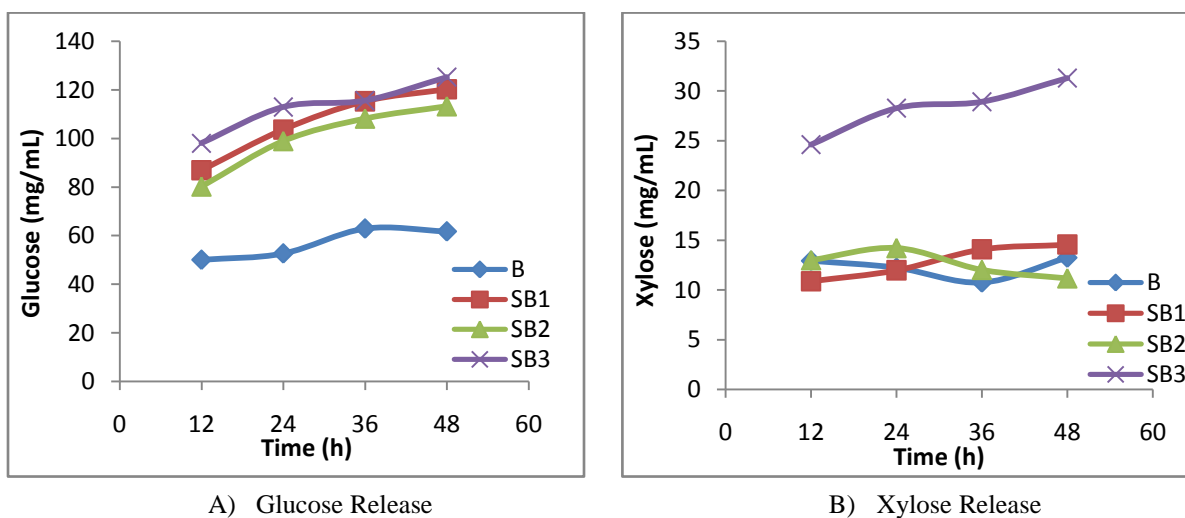 140
120
100
80
60
40
20
0
0 12 24 36 48 60
Glucose (mg/mL)
Time (h)
B
SB1
SB2
SB3
A) Glucose Release
35
30
25
20
15
10
5
0
0 12 24 36 48 60
Xylose (mg/mL)
Time (h)
B
SB1
SB2
SB3
B) Xylose Release